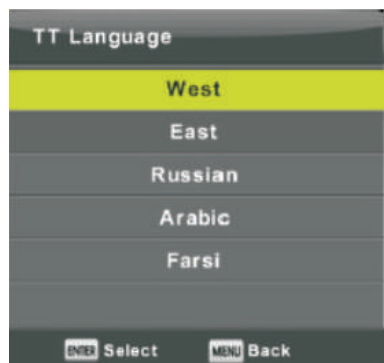 TT Language
West
East
Russian
Arabic
Farsi
ENTER Select MENU Back